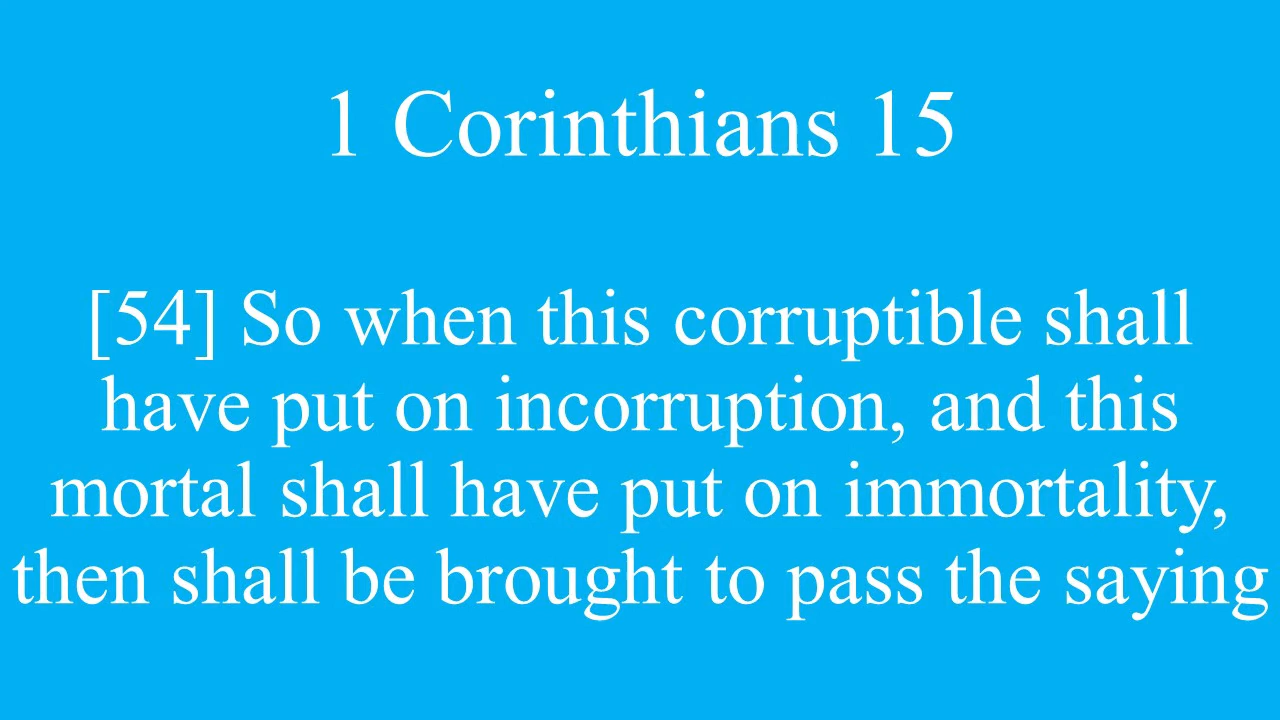 1 Corinthians 15
[54] So when this corruptible shall
have put on incorruption, and this
mortal shall have put on immortality,
then shall be brought to pass the saying